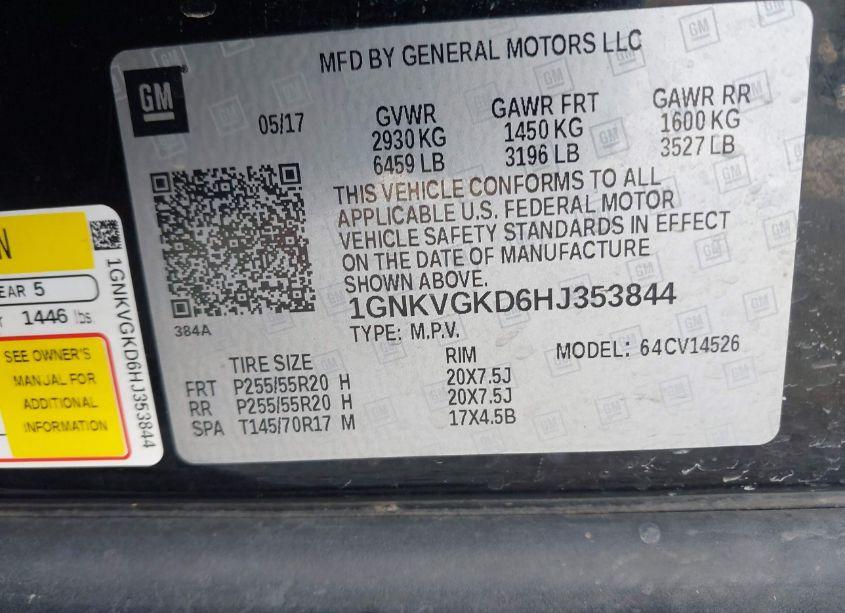 MFD BY GENERAL MOTORS LLC
GM
05/17
GVWR
2930 KG
6459 LB
GAWR FRT
1450 KG
3196 LB
GAWR RR
1600 KG
3527 LB
THIS VEHICLE CONFORMS TO ALL
APPLICABLE U.S. FEDERAL MOTOR
VEHICLE SAFETY STANDARDS IN EFFECT
ON THE DATE OF MANUFACTURE
SHOWN ABOVE.
1GNKVGKD6HJ353844
TYPE: M.P.V.
MODEL: 64CV14526
384A
TIRE SIZE RIM
FRT P255/55R20 H 20X7.5J
RR P255/55R20 H 20X7.5J
SPA T145/70R17 M 17X4.5B
EAR 5
1446 lbs.
SEE OWNER'S
MANUAL FOR
ADDITIONAL
INFORMATION
1GNKVGKD6HJ353844